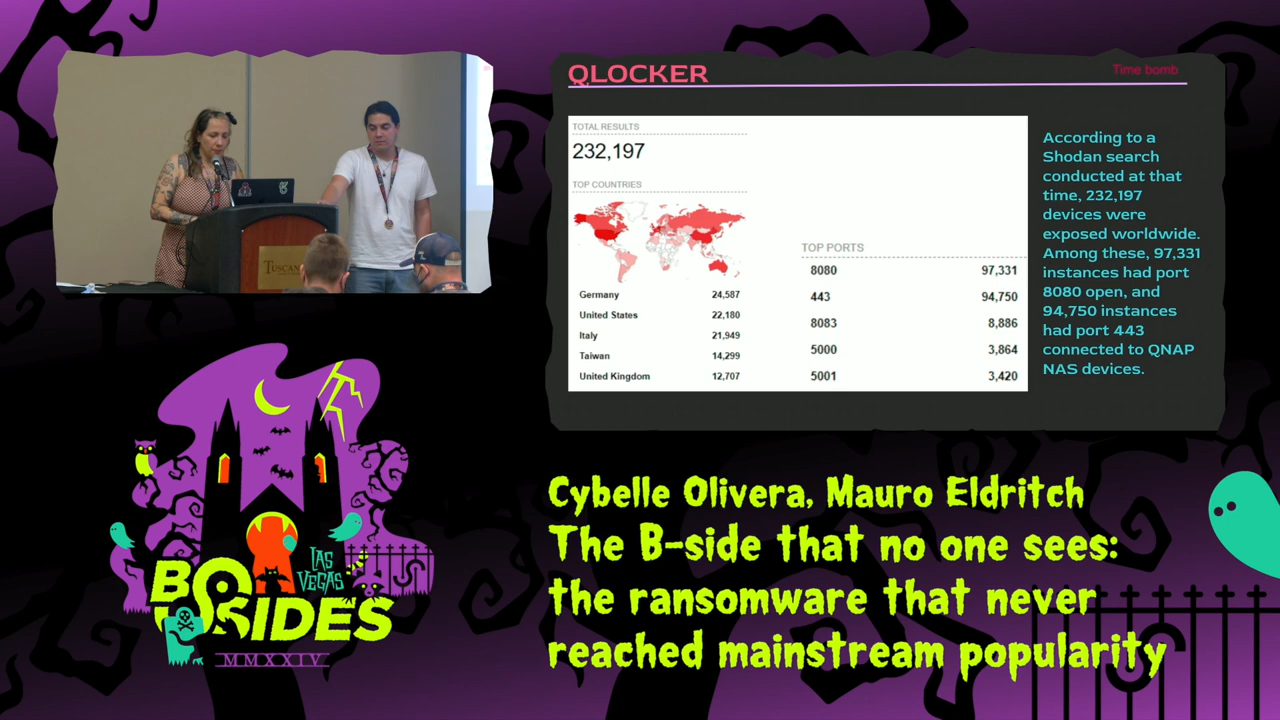 QLOCKER
Time bomb
TOTAL RESULTS
232,197
TOP COUNTRIES
Germany 24,587
United States 22,180
Italy 21,949
Taiwan 14,299
United Kingdom 12,707
TOP PORTS
8080 97,331
443 94,750
8083 8,886
5000 3,864
5001 3,420
According to a
Shodan search
conducted at that
time, 232,197
devices were
exposed worldwide.
Among these, 97,331
instances had port
8080 open, and
94,750 instances
had port 443
connected to QNAP
NAS devices.
TUSCAN
LAS
VEGAS
BSIDES
MMXXIV
Cybelle Olivera, Mauro Eldritch
The B-side that no one sees:
the ransomware that never
reached mainstream popularity